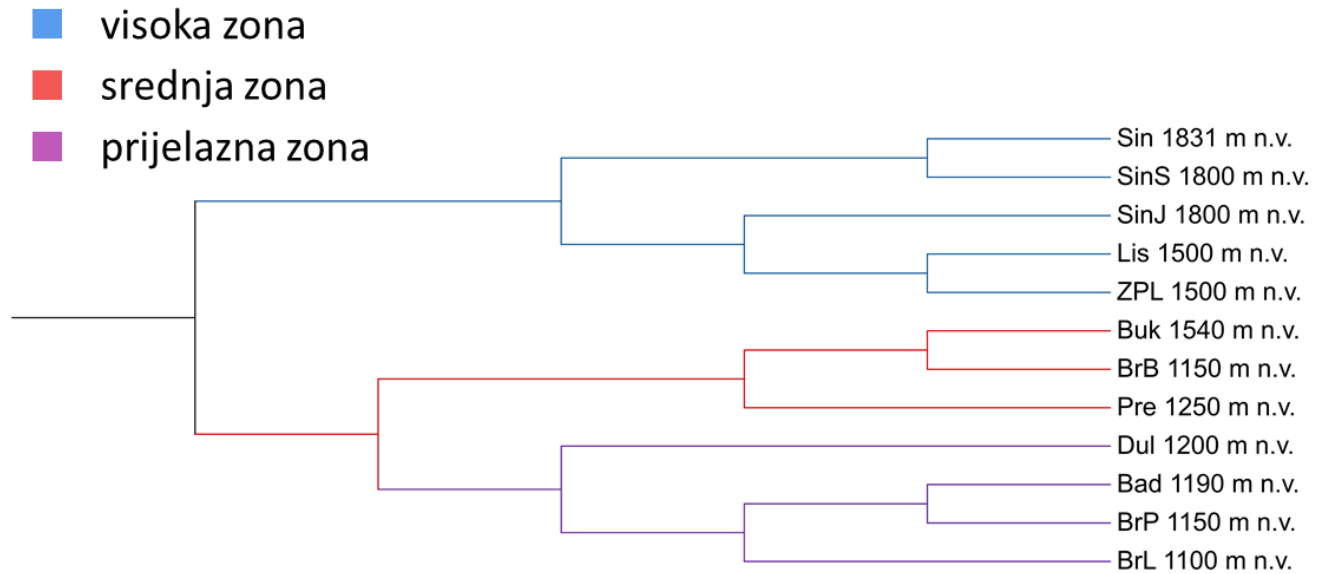 visoka zona
srednja zona
prijelazna zona
Sin 1831 m n.v.
SinS 1800 m n.v.
SinJ 1800 m n.v.
Lis 1500 m n.v.
ZPL 1500 m n.v.
Buk 1540 m n.v.
BrB 1150 m n.v.
Pre 1250 m n.v.
Dul 1200 m n.v.
Bad 1190 m n.v.
BrP 1150 m n.v.
BrL 1100 m n.v.